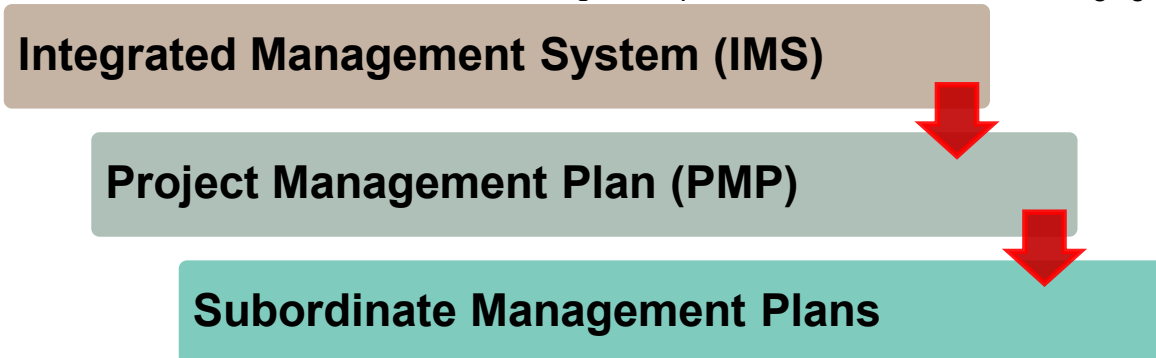 Integrated Management System (IMS)
Project Management Plan (PMP)
Subordinate Management Plans